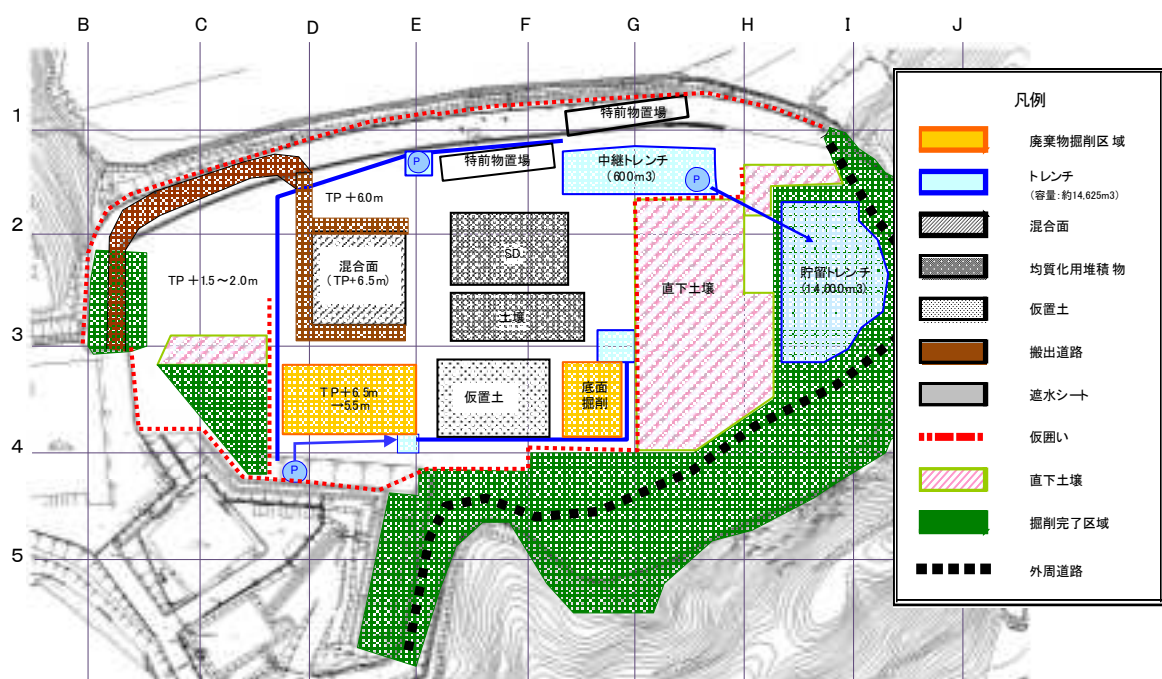 B C D E F G H I J
1
2
3
4
5
特前物置場
特前物置場
P
中継トレンチ
(600m3)
P
TP+6.0m
TP+1.5~2.0m
混合面
(TP+6.5m)
SD
土壌
直下土壌
貯留トレンチ
(14,000m3)
TP+6.5m
→5.5m
仮置土
底面
掘削
P
凡例
廃棄物掘削区域
トレンチ
(容量:約14,625m3)
混合面
均質化用堆積物
仮置土
搬出道路
遮水シート
仮囲い
直下土壌
掘削完了区域
外周道路